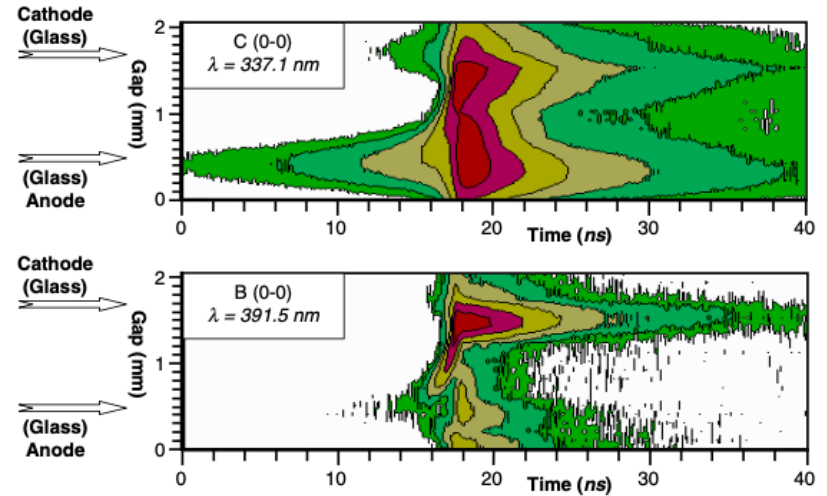 Cathode
(Glass)
(Glass)
Anode
Gap (mm)
2
1
0
C (0-0)
λ = 337.1 nm
0
10
20
30
40
Time (ns)
Cathode
(Glass)
(Glass)
Anode
Gap (mm)
2
1
0
B (0-0)
λ = 391.5 nm
0
10
20
30
40
Time (ns)